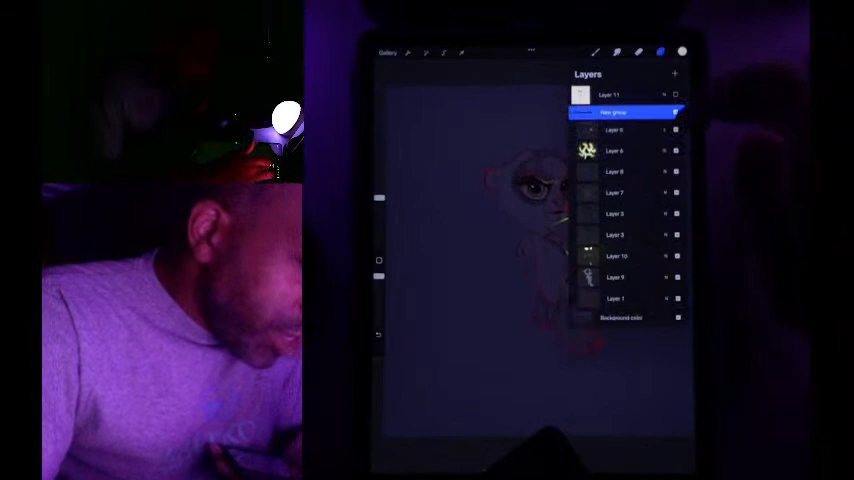 Gallery
Layers
Layer 11
New group
Layer 6
Layer 8
Layer 7
Layer 3
Layer 10
Layer 9
Layer 1
Background color